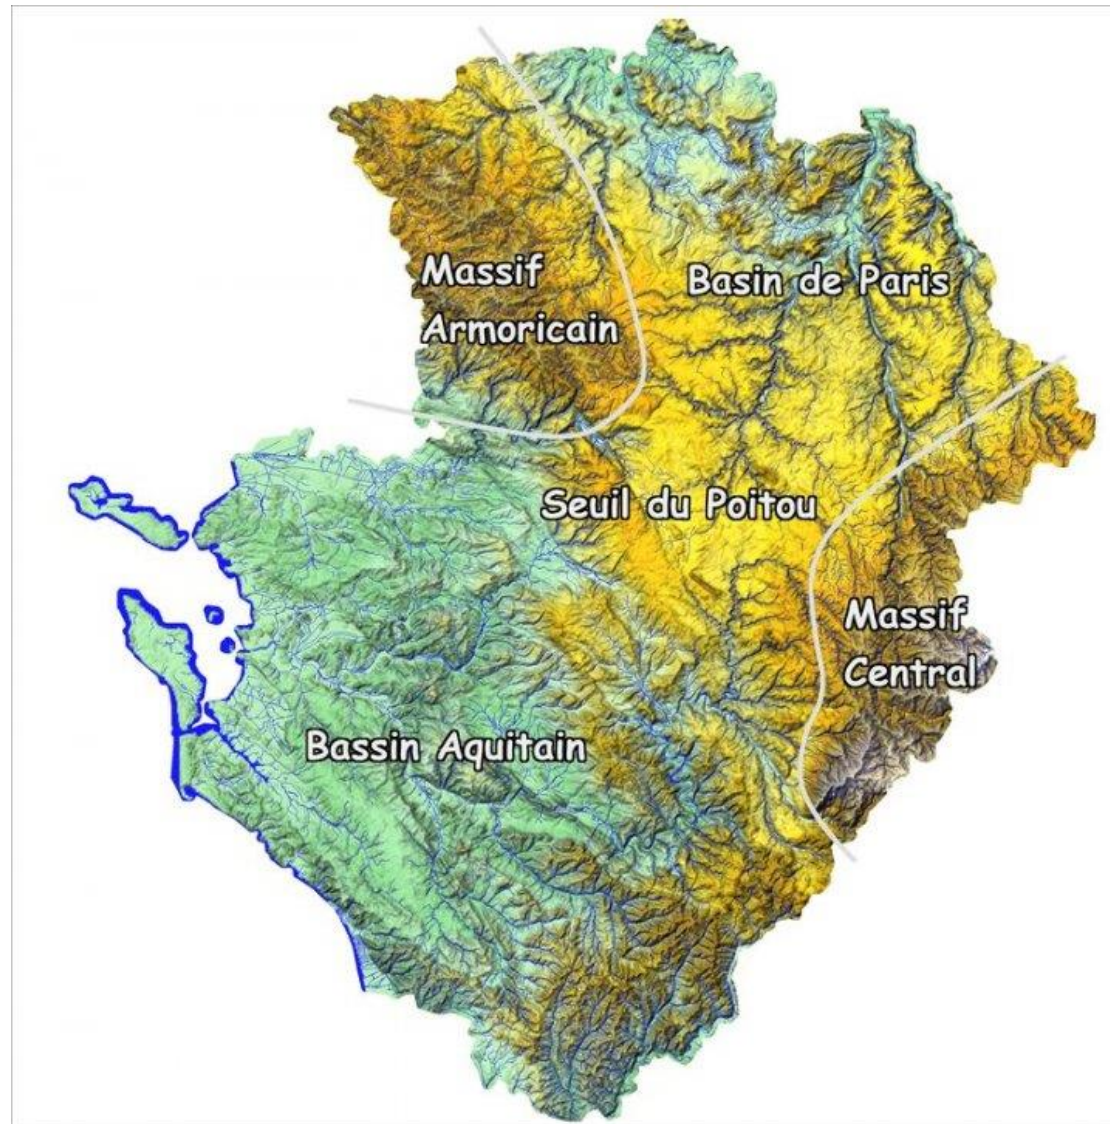 Massif
Armoricain
Basin de Paris
Seuil du Poitou
Massif
Central
Bassin Aquitain